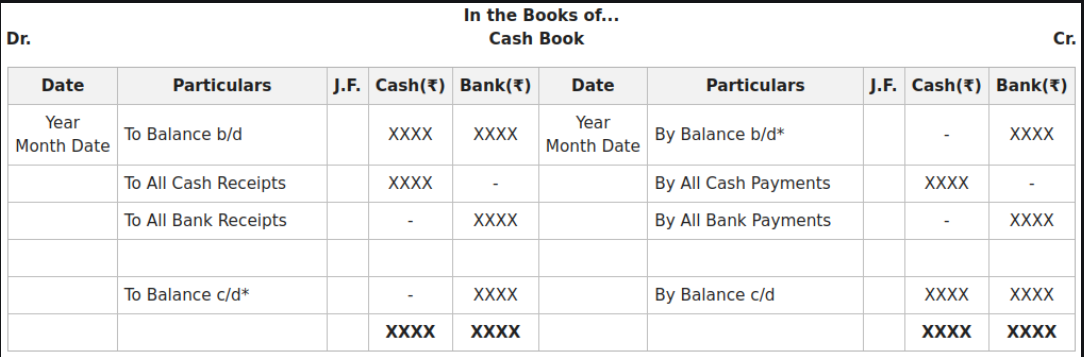 In the Books of...
Dr. Cash Book Cr.
Date Particulars J.F. Cash(₹) Bank(₹) Date Particulars J.F. Cash(₹) Bank(₹)
Year Month Date To Balance b/d XXXX XXXX Year Month Date By Balance b/d* - XXXX
To All Cash Receipts XXXX - By All Cash Payments XXXX -
To All Bank Receipts - XXXX By All Bank Payments - XXXX
To Balance c/d* - XXXX By Balance c/d XXXX XXXX
XXXX XXXX XXXX XXXX